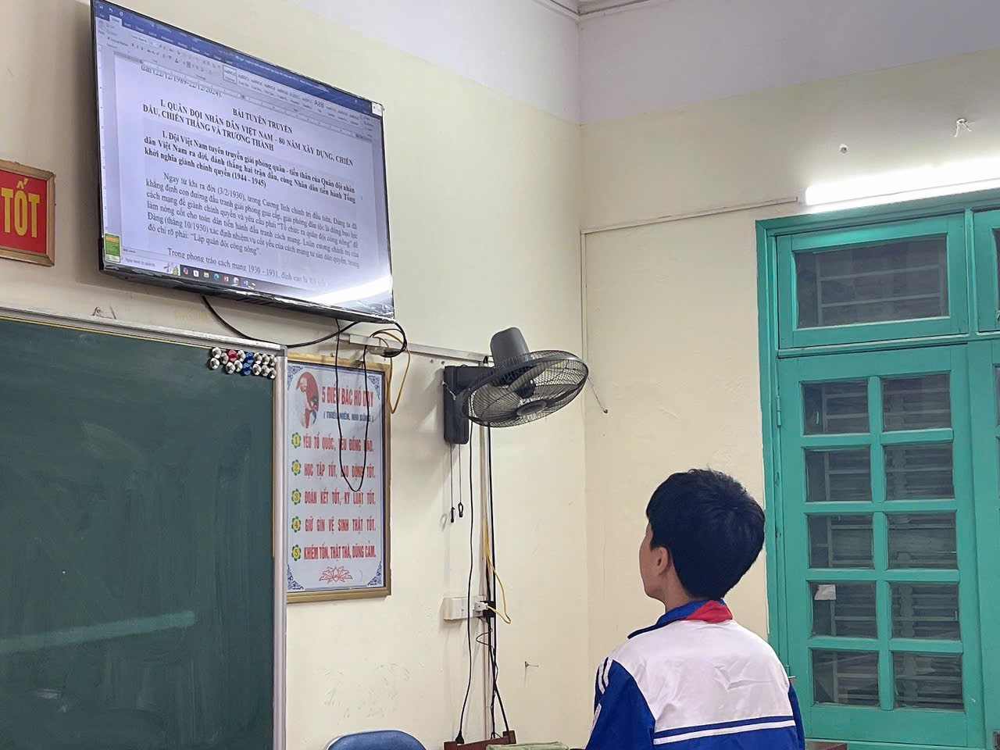 dân (22/12/1989-22/12/2024).
BÀI TUYÊN TRUYỀN
I. QUÂN ĐỘI NHÂN DÂN VIỆT NAM - 80 NĂM XÂY DỰNG, CHIẾN
ĐẤU, CHIẾN THẮNG VÀ TRƯỞNG THÀNH
1. Đội Việt Nam tuyên truyền giải phóng quân - tiền thân của Quân đội nhân
dân Việt Nam ra đời, đánh thắng hai trận đầu, cùng Nhân dân tiến hành Tổng
khởi nghĩa giành chính quyền (1944 - 1945)
Ngay từ khi ra đời (3/2/1930), trong Cương lĩnh chính trị đầu tiên, Đảng ta đã
khẳng định con đường đấu tranh giải phóng giai cấp, giải phóng dân tộc là dùng bạo lực
cách mạng để giành chính quyền và yêu cầu phải “Tổ chức ra quân đội công nông” để
làm nòng cốt cho toàn dân tiến hành đấu tranh cách mạng. Luận cương chính trị của
Đảng (tháng 10/1930) xác định nhiệm vụ cốt yếu của cách mạng tư sản dân quyền, trong
đó chỉ rõ phải: “Lập quân đội công nông”
Trong phong trào cách mạng 1930 - 1931, đỉnh cao là Xô
TỐT
5 ĐIỀU BÁC HỒ DẠY
( THIẾU NIÊN, NHI ĐỒNG )
1 YÊU TỔ QUỐC, YÊU ĐỒNG BÀO.
2 HỌC TẬP TỐT, LAO ĐỘNG TỐT.
3 ĐOÀN KẾT TỐT, KỶ LUẬT TỐT.
4 GIỮ GÌN VỆ SINH THẬT TỐT.
5 KHIÊM TỐN, THẬT THÀ, DŨNG CẢM.